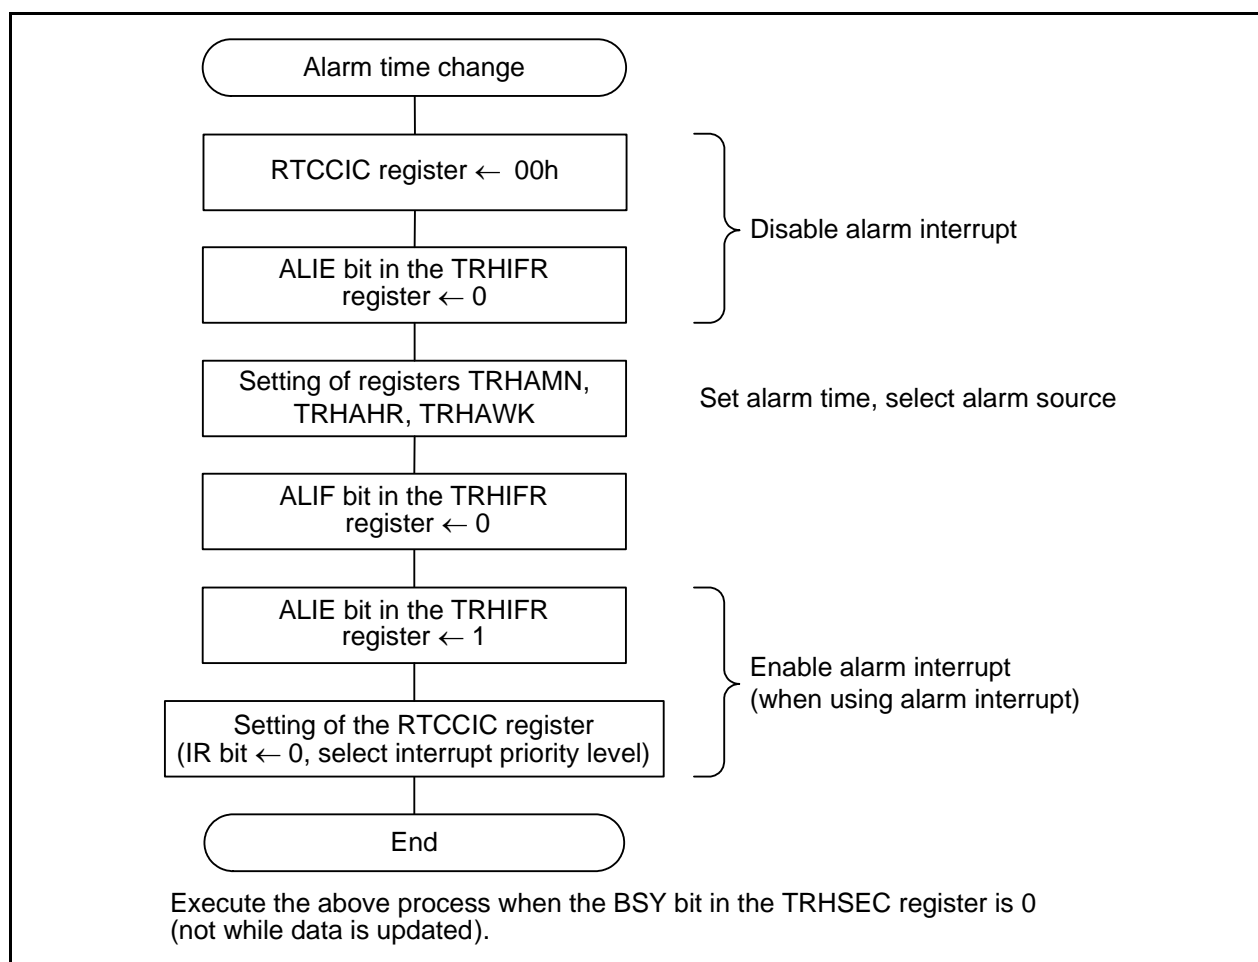 Alarm time change
RTCCIC register ← 00h
Disable alarm interrupt
ALIE bit in the TRHIFR
register ← 0
Setting of registers TRHAMN,
TRHAHR, TRHAWK
Set alarm time, select alarm source
ALIF bit in the TRHIFR
register ← 0
ALIE bit in the TRHIFR
register ← 1
Enable alarm interrupt
(when using alarm interrupt)
Setting of the RTCCIC register
(IR bit ← 0, select interrupt priority level)
End
Execute the above process when the BSY bit in the TRHSEC register is 0
(not while data is updated).